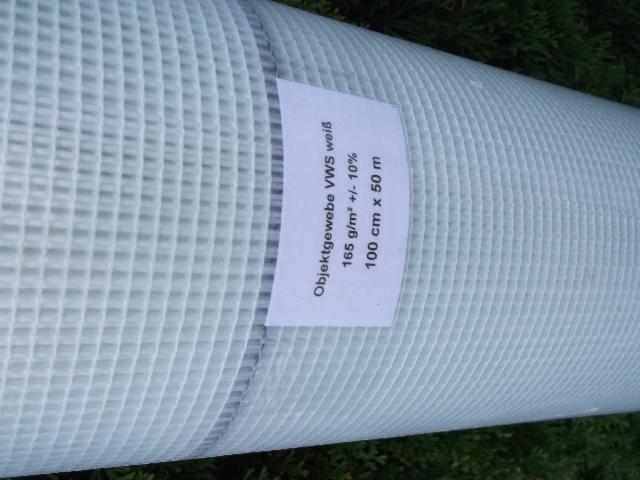 Objektgewebe VWS weiß
165 g/m² +/- 10%
100 cm x 50 m